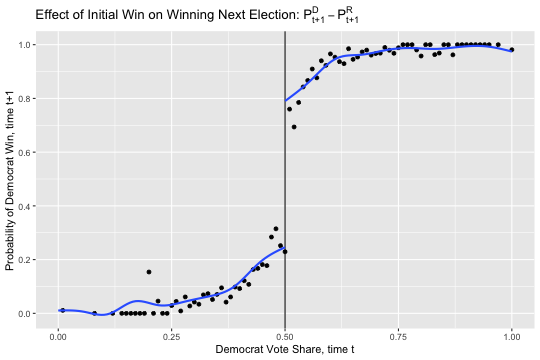 Effect of Initial Win on Winning Next Election: P^D_{t+1} − P^R_{t+1}
Probability of Democrat Win, time t+1
1.0
0.8
0.6
0.4
0.2
0.0
0.00 0.25 0.50 0.75 1.00
Democrat Vote Share, time t